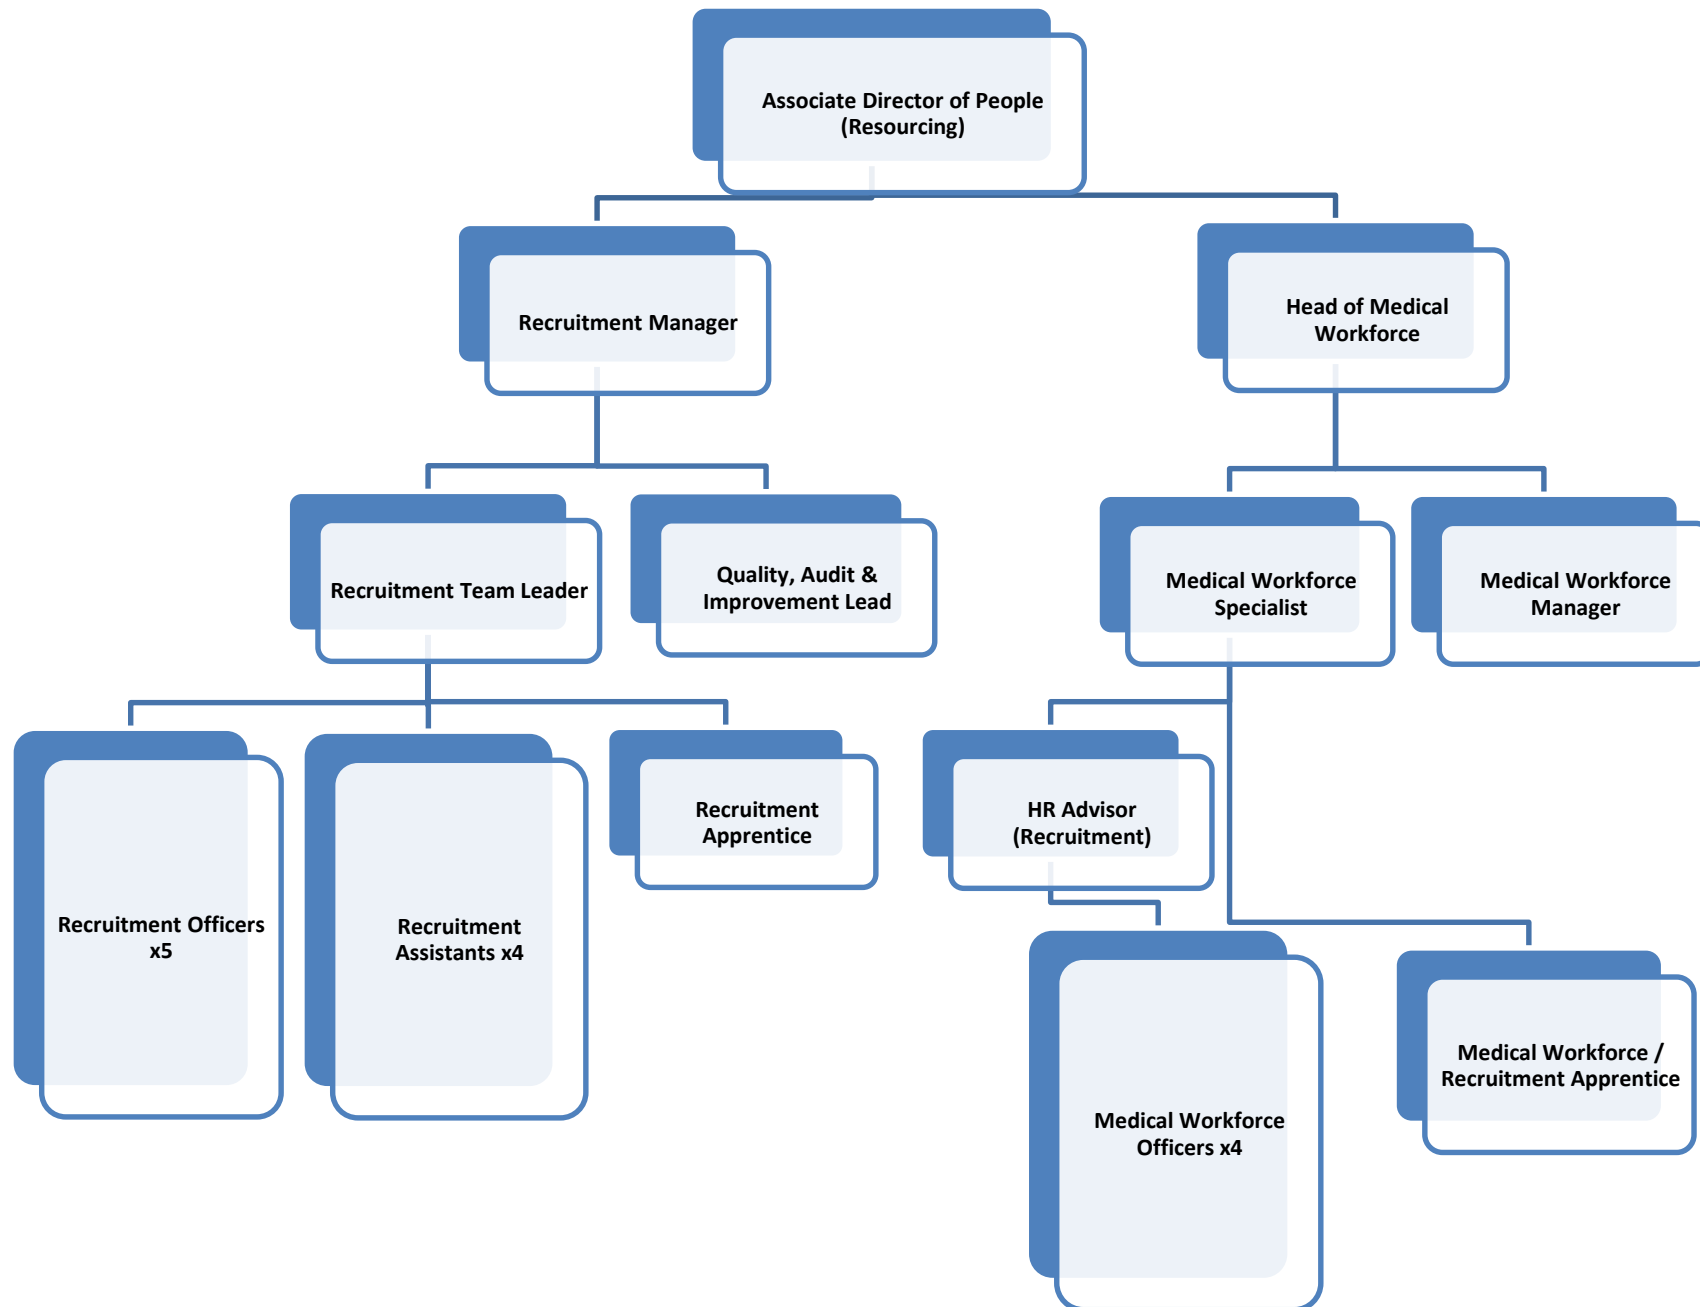 Associate Director of People
(Resourcing)
Recruitment Manager
Head of Medical
Workforce
Recruitment Team Leader
Quality, Audit &
Improvement Lead
Medical Workforce
Specialist
Medical Workforce
Manager
Recruitment Officers
x5
Recruitment
Assistants x4
Recruitment
Apprentice
HR Advisor
(Recruitment)
Medical Workforce
Officers x4
Medical Workforce /
Recruitment Apprentice